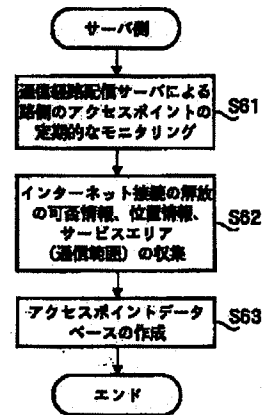 サーバ側
通信経路配信サーバによる
路側のアクセスポイントの
定期的なモニタリング
S61
インターネット接続の解放
の可否情報、位置情報、
サービスエリア
(通信範囲)の収集
S62
アクセスポイントデータ
ベースの作成
S63
エンド